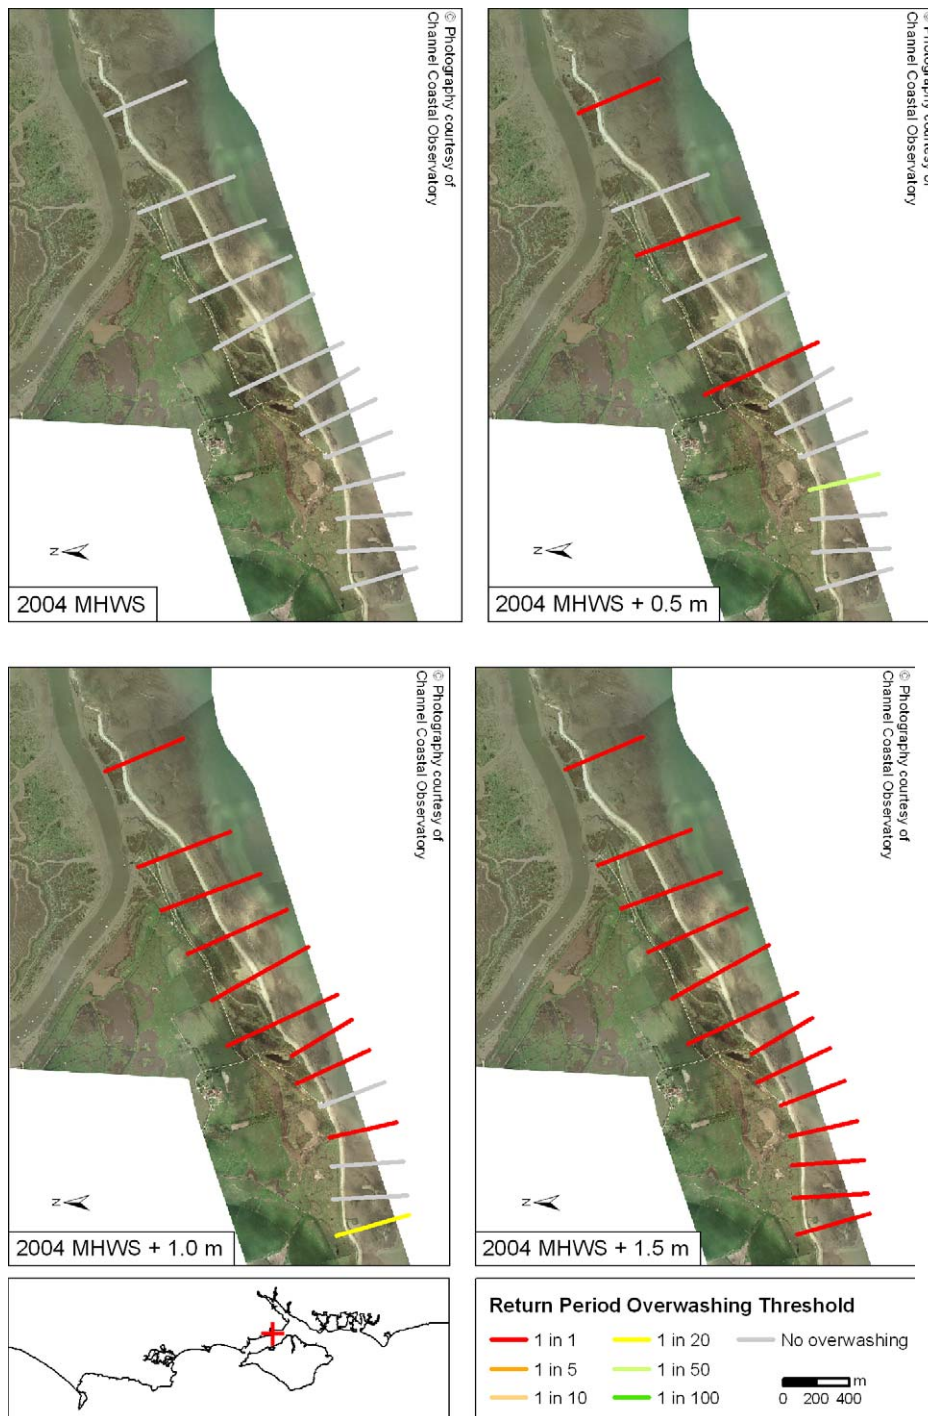 © Photography courtesy of
Channel Coastal Observatory
N
2004 MHWS
© Photography courtesy of
Channel Coastal Observatory
N
2004 MHWS + 0.5 m
© Photography courtesy of
Channel Coastal Observatory
N
2004 MHWS + 1.0 m
© Photography courtesy of
Channel Coastal Observatory
N
2004 MHWS + 1.5 m
Return Period Overwashing Threshold
1 in 1 1 in 20 No overwashing
1 in 5 1 in 50 m
1 in 10 1 in 100 0 200 400